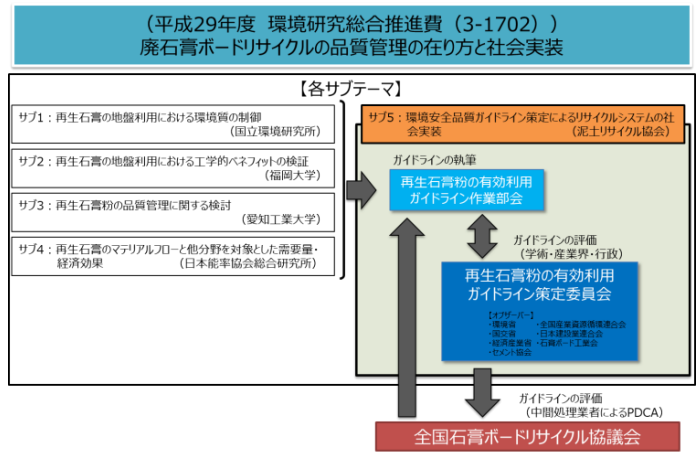 （平成29年度 環境研究総合推進費（3-1702））
廃石膏ボードリサイクルの品質管理の在り方と社会実装
【各サブテーマ】
サブ1：再生石膏の地盤利用における環境質の制御
（国立環境研究所）
サブ2：再生石膏の地盤利用における工学的ベネフィットの検証
（福岡大学）
サブ3：再生石膏粉の品質管理に関する検討
（愛知工業大学）
サブ4：再生石膏のマテリアルフローと他分野を対象とした需要量・
経済効果 （日本能率協会総合研究所）
サブ5：環境安全品質ガイドライン策定によるリサイクルシステムの社
会実装 （泥土リサイクル協会）
ガイドラインの執筆
再生石膏粉の有効利用
ガイドライン作業部会
ガイドラインの評価
（学術・産業界・行政）
再生石膏粉の有効利用
ガイドライン策定委員会
【オブザーバー】
・環境省 ・全国産業資源循環連合会
・国交省 ・日本建設業連合会
・経済産業省 ・石膏ボード工業会
・セメント協会
ガイドラインの評価
（中間処理業者によるPDCA）
全国石膏ボードリサイクル協議会